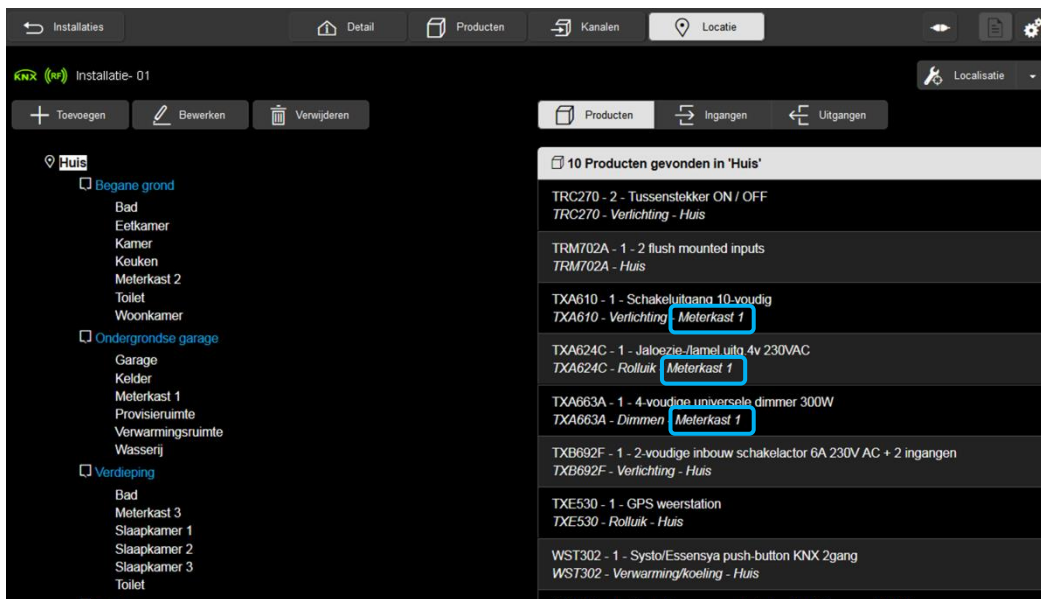 Installaties
Detail
Producten
Kanalen
Locatie
KNX ((RF)) Installatie- 01
Localisatie
Toevoegen
Bewerken
Verwijderen
Producten
Ingangen
Uitgangen
Huis
Begane grond
Bad
Eetkamer
Kamer
Keuken
Meterkast 2
Toilet
Woonkamer
Ondergrondse garage
Garage
Kelder
Meterkast 1
Provisieruimte
Verwarmingsruimte
Wasserij
Verdieping
Bad
Meterkast 3
Slaapkamer 1
Slaapkamer 2
Slaapkamer 3
Toilet
10 Producten gevonden in 'Huis'
TRC270 - 2 - Tussenstekker ON / OFF
TRC270 - Verlichting - Huis
TRM702A - 1 - 2 flush mounted inputs
TRM702A - Huis
TXA610 - 1 - Schakeluitgang 10-voudig
TXA610 - Verlichting - Meterkast 1
TXA624C - 1 - Jaloezie-/lamel uitg.4v 230VAC
TXA624C - Rolluik - Meterkast 1
TXA663A - 1 - 4-voudige universele dimmer 300W
TXA663A - Dimmen - Meterkast 1
TXB692F - 1 - 2-voudige inbouw schakelactor 6A 230V AC + 2 ingangen
TXB692F - Verlichting - Huis
TXE530 - 1 - GPS weerstation
TXE530 - Rolluik - Huis
WST302 - 1 - Systo/Essensya push-button KNX 2gang
WST302 - Verwarming/koeling - Huis